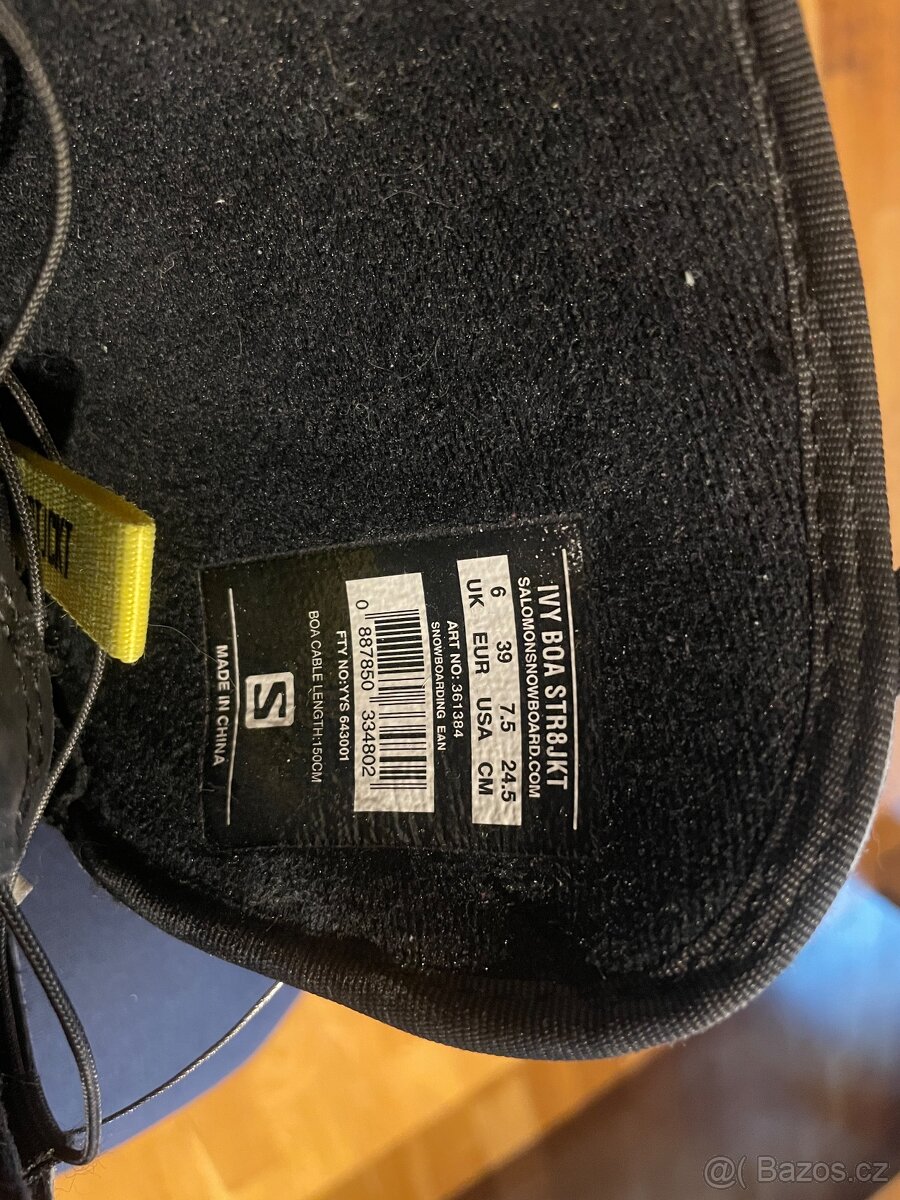 IVY BOA STR8JKT
SALOMONSNOWBOARD.COM
6 39 7.5 24.5
UK EUR USA CM
ART NO: 361384
SNOWBOARDING EAN
0 887850 334802
FTY NO:YYS 643001
BOA CABLE LENGTH:150CM
S
MADE IN CHINA
JCKT
@( Bazos.cz